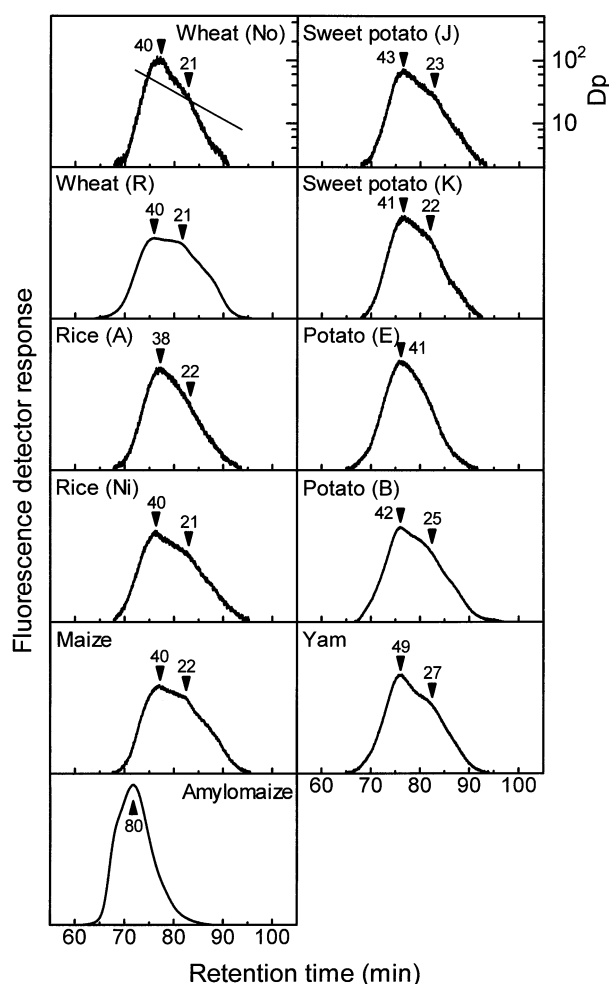 Wheat (No)
40
21
Sweet potato (J)
43
23
10²
10
Dp
Wheat (R)
40
21
Sweet potato (K)
41
22
Rice (A)
38
22
Potato (E)
41
Rice (Ni)
40
21
Potato (B)
42
25
Maize
40
22
Yam
49
27
60 70 80 90 100
Amylomaize
80
60 70 80 90 100
Retention time (min)
Fluorescence detector response